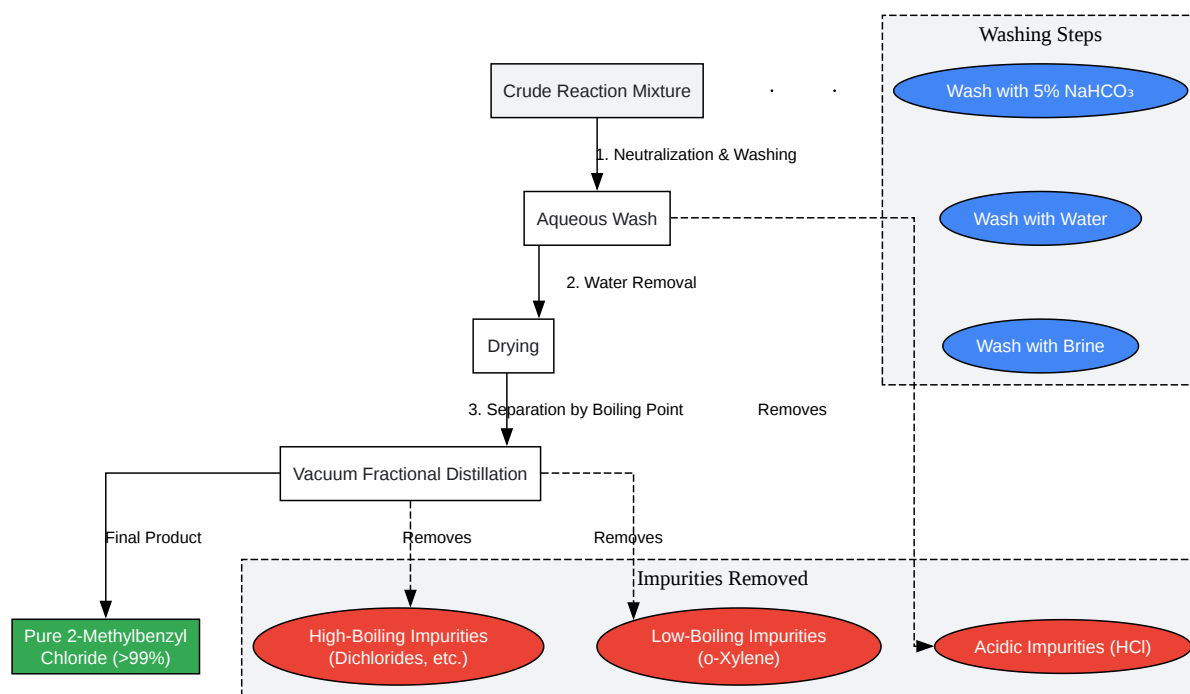 Washing Steps
Crude Reaction Mixture
Wash with 5% NaHCO₃
1. Neutralization & Washing
Aqueous Wash
Wash with Water
2. Water Removal
Drying
Wash with Brine
3. Separation by Boiling Point
Removes
Vacuum Fractional Distillation
Final Product
Removes
Removes
Impurities Removed
Pure 2-Methylbenzyl
Chloride (>99%)
High-Boiling Impurities
(Dichlorides, etc.)
Low-Boiling Impurities
(o-Xylene)
Acidic Impurities (HCl)